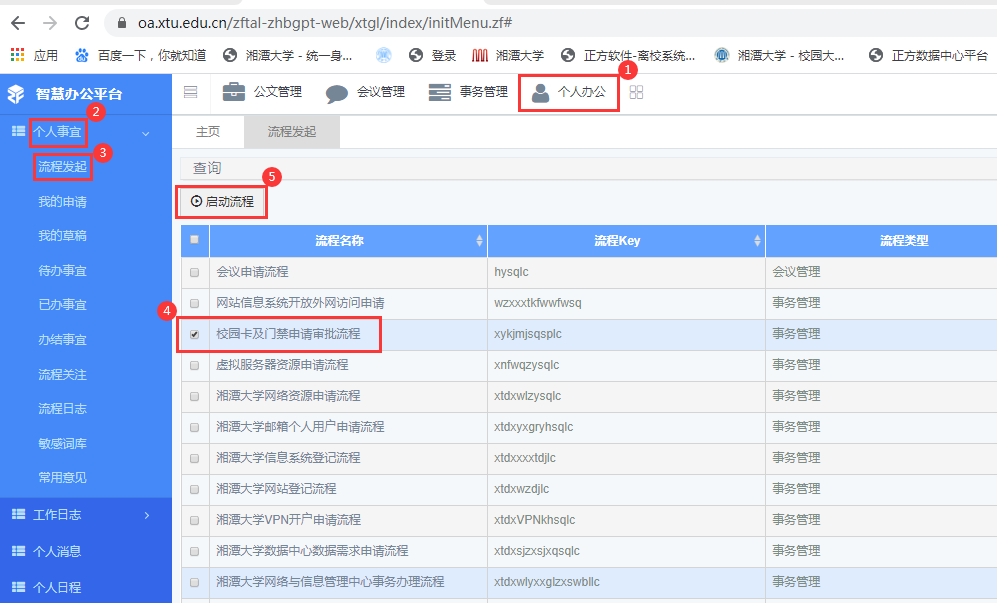 oa.xtu.edu.cn/zftal-zhbgpt-web/xtgl/index/initMenu.zf#
应用 百度一下，你就知道 湘潭大学 - 统一身... 登录 湘潭大学 正方软件-离校系统... 湘潭大学 - 校园大... 正方数据中心平台
智慧办公平台 公文管理 会议管理 事务管理 个人办公 1
2
个人事宜 主页 流程发起
3
流程发起 查询
5
我的申请 启动流程
我的草稿 流程名称 流程Key 流程类型
待办事宜 会议申请流程 hysqlc 会议管理
已办事宜 网站信息系统开放外网访问申请 wzxxxtkfwwfwsq 事务管理
4
办结事宜 校园卡及门禁申请审批流程 xykjmjsqsplc 事务管理
流程关注 虚拟服务器资源申请流程 xnfwqzysqlc 事务管理
流程日志 湘潭大学网络资源申请流程 xtdxwlzysqlc 事务管理
敏感词库 湘潭大学邮箱个人用户申请流程 xtdxyxgryhsqlc 事务管理
常用意见 湘潭大学信息系统登记流程 xtdxxxxtdjlc 事务管理
湘潭大学网站登记流程 xtdxwzdjlc 事务管理
工作日志 湘潭大学VPN开户申请流程 xtdxVPNkhsqlc 事务管理
个人消息 湘潭大学数据中心数据需求申请流程 xtdxsjzxsjxqsqlc 事务管理
个人日程 湘潭大学网络与信息管理中心事务办理流程 xtdxwlyxxglzxswbllc 事务管理